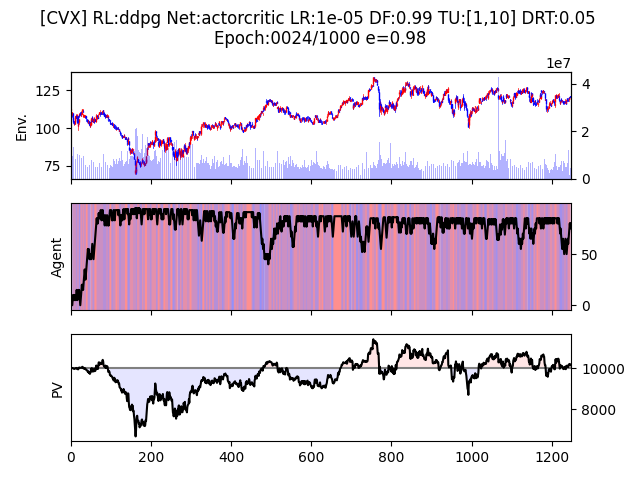 [CVX] RL:ddpg Net:actorcritic LR:1e-05 DF:0.99 TU:[1,10] DRT:0.05
Epoch:0024/1000 e=0.98
1e7
125
100
75
Env.
4
2
0
Agent
50
0
PV
10000
8000
0 200 400 600 800 1000 1200